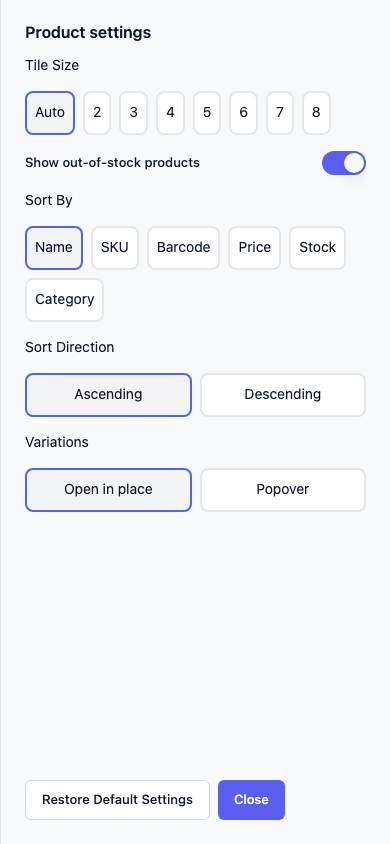 Product settings
Tile Size
Auto 2 3 4 5 6 7 8
Show out-of-stock products
Sort By
Name SKU Barcode Price Stock
Category
Sort Direction
Ascending Descending
Variations
Open in place Popover
Restore Default Settings Close